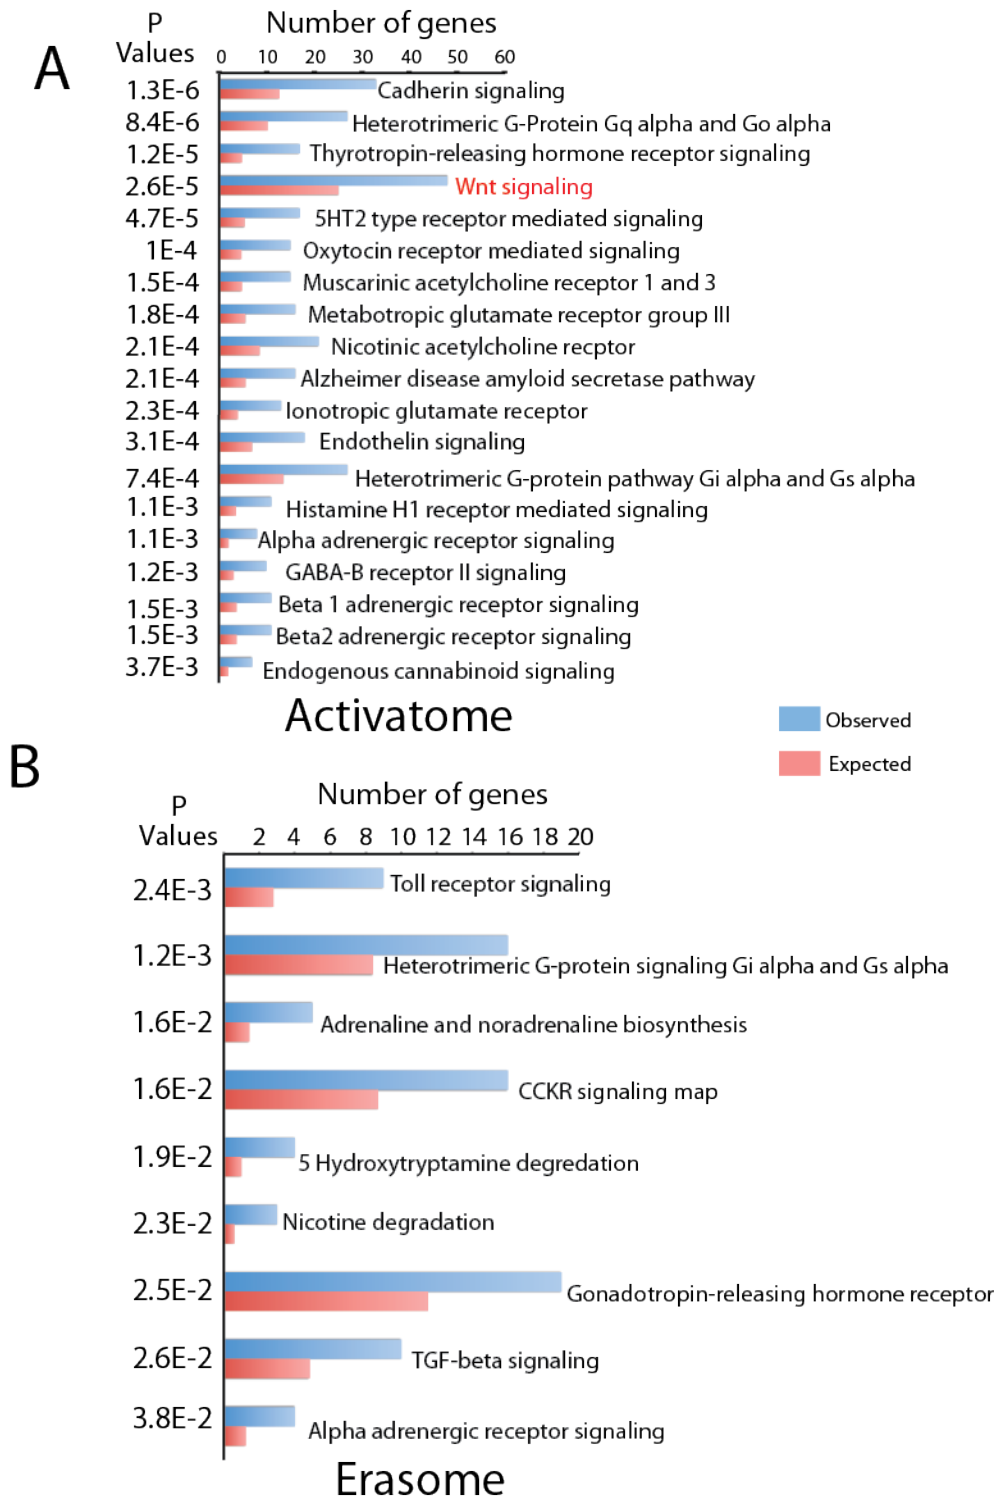 A
P
Values
Number of genes
0 10 20 30 40 50 60
1.3E-6 Cadherin signaling
8.4E-6 Heterotrimeric G-Protein Gq alpha and Go alpha
1.2E-5 Thyrotropin-releasing hormone receptor signaling
2.6E-5 Wnt signaling
4.7E-5 5HT2 type receptor mediated signaling
1E-4 Oxytocin receptor mediated signaling
1.5E-4 Muscarinic acetylcholine receptor 1 and 3
1.8E-4 Metabotropic glutamate receptor group III
2.1E-4 Nicotinic acetylcholine recptor
2.1E-4 Alzheimer disease amyloid secretase pathway
2.3E-4 Ionotropic glutamate receptor
3.1E-4 Endothelin signaling
7.4E-4 Heterotrimeric G-protein pathway Gi alpha and Gs alpha
1.1E-3 Histamine H1 receptor mediated signaling
1.1E-3 Alpha adrenergic receptor signaling
1.2E-3 GABA-B receptor II signaling
1.5E-3 Beta 1 adrenergic receptor signaling
1.5E-3 Beta2 adrenergic receptor signaling
3.7E-3 Endogenous cannabinoid signaling
Activatome
Observed
Expected
B
P
Values
Number of genes
2 4 6 8 10 12 14 16 18 20
2.4E-3 Toll receptor signaling
1.2E-3 Heterotrimeric G-protein signaling Gi alpha and Gs alpha
1.6E-2 Adrenaline and noradrenaline biosynthesis
1.6E-2 CCKR signaling map
1.9E-2 5 Hydroxytryptamine degredation
2.3E-2 Nicotine degradation
2.5E-2 Gonadotropin-releasing hormone receptor
2.6E-2 TGF-beta signaling
3.8E-2 Alpha adrenergic receptor signaling
Erasome